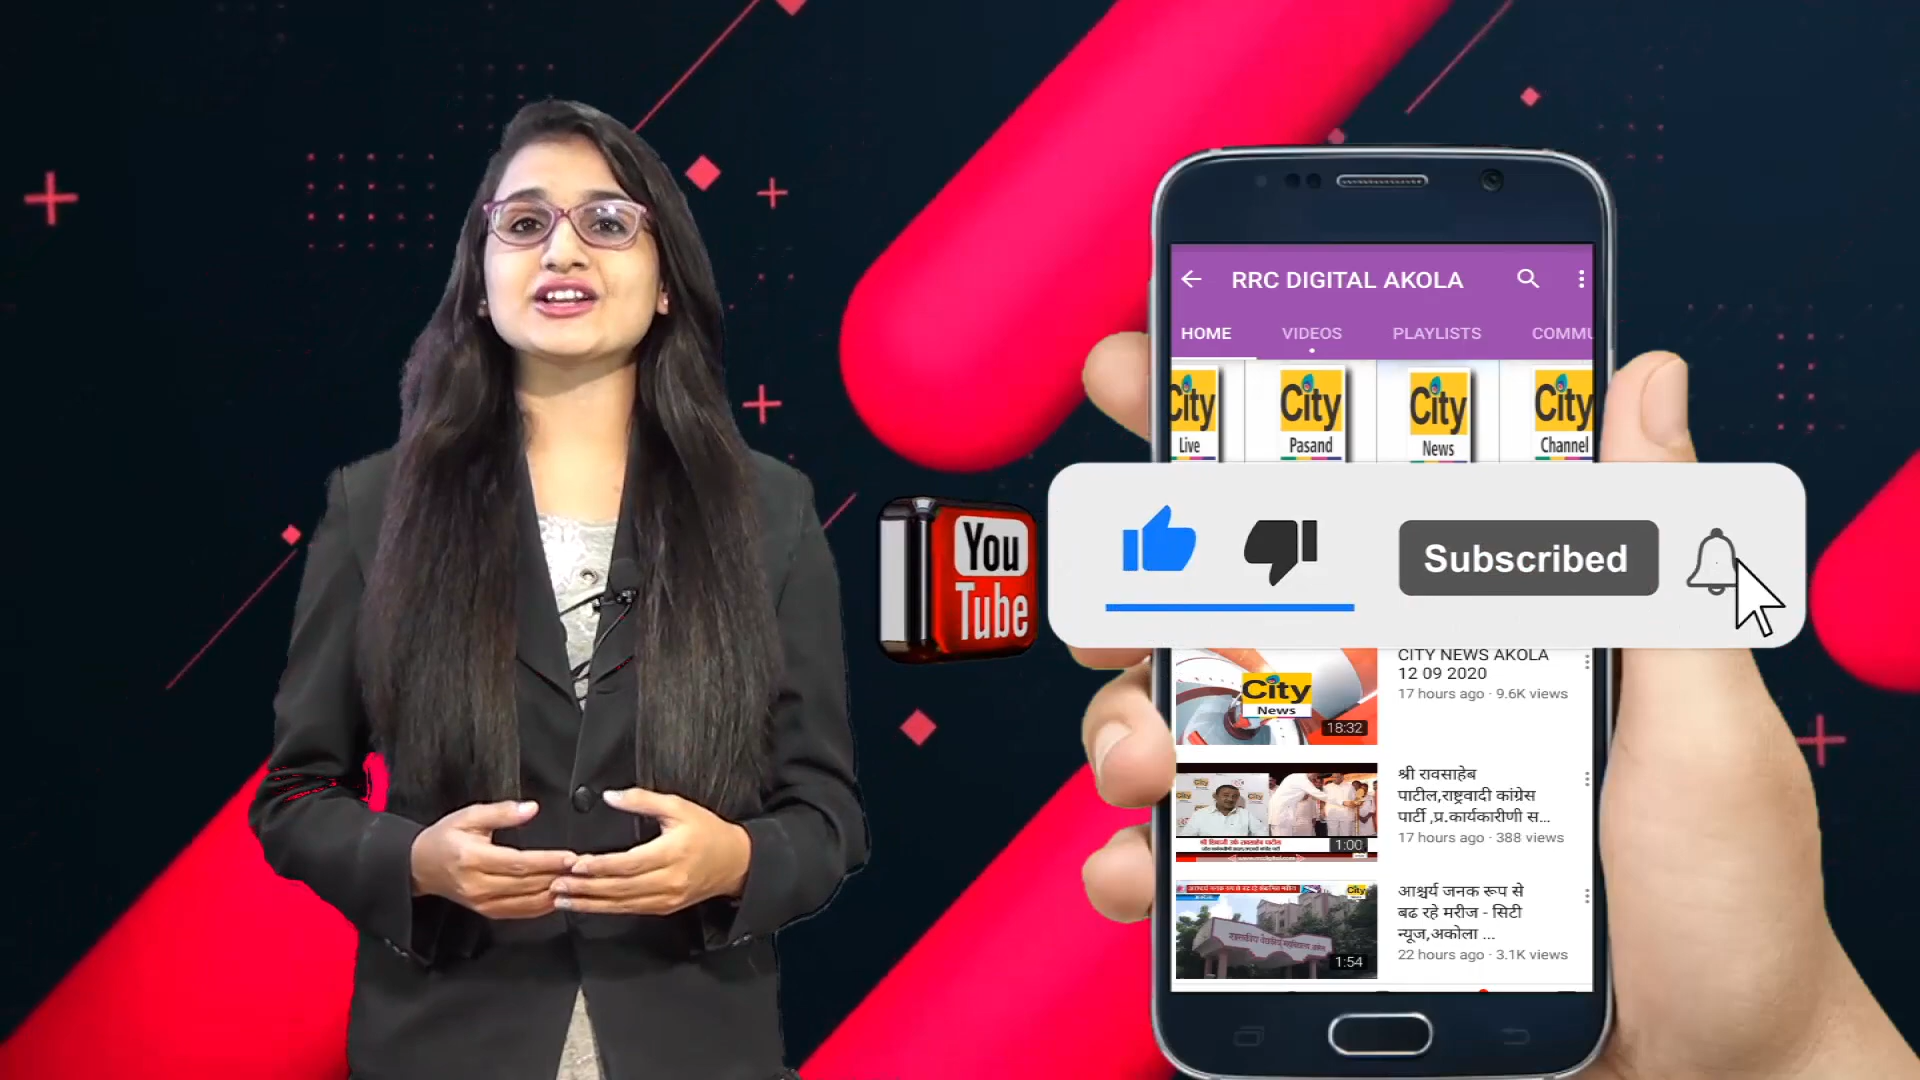 RRC DIGITAL AKOLA
HOME VIDEOS PLAYLISTS COMMU
City
Live
City
Pasand
City
News
City
Channel
You
Tube
Subscribed
CITY NEWS AKOLA
12 09 2020
17 hours ago · 9.6K views
City
News
18:32
श्री रावसाहेब
पाटील,राष्ट्रवादी कांग्रेस
पार्टी ,प्र.कार्यकारीणी स...
17 hours ago · 388 views
1:00
आश्चर्य जनक रूप से
बढ रहे मरीज - सिटी
न्यूज,अकोला ...
22 hours ago · 3.1K views
City
1:54